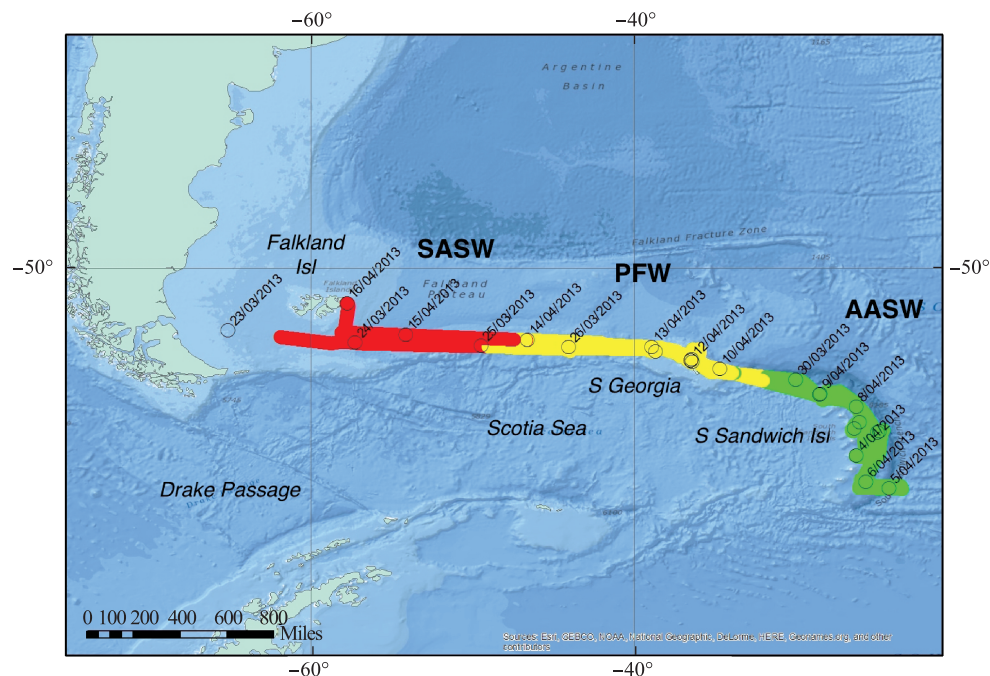 −60°
−40°
5165
Argentine
Basin
Falkland Fracture Zone
−50°
−50°
Falkland
Isl
SASW
PFW
AASW
Falkland
Islands
Falkland
Plateau
23/03/2013
16/04/2013
24/03/2013
15/04/2013
25/03/2013
14/04/2013
26/03/2013
13/04/2013
12/04/2013
10/04/2013
30/03/2013
9/04/2013
8/04/2013
4/04/2013
6/04/2013
5/04/2013
S Georgia
Scotia Sea
S Sandwich Isl
Drake Passage
0 100 200 400 600 800
Miles
Sources: Esri, GEBCO, NOAA, National Geographic, DeLorme, HERE, Geonames.org, and other
contributors
−60°
−40°